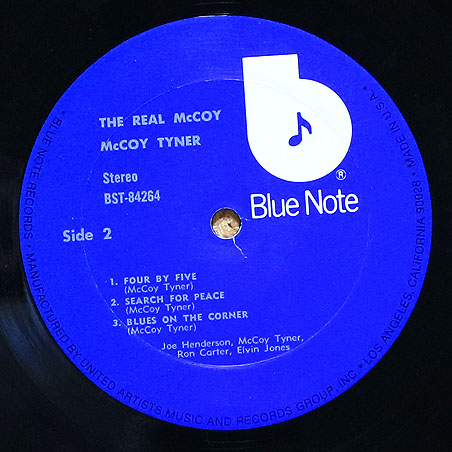 THE REAL McCOY
McCOY TYNER
Stereo
BST-84264
Side 2
®
Blue Note
1. FOUR BY FIVE
(McCoy Tyner)
2. SEARCH FOR PEACE
(McCoy Tyner)
3. BLUES ON THE CORNER
(McCoy Tyner)
Joe Henderson, McCoy Tyner,
Ron Carter, Elvin Jones
• BLUE NOTE RECORDS • MANUFACTURED BY UNITED ARTISTS MUSIC AND RECORDS GROUP, INC • LOS ANGELES, CALIFORNIA 90028 • MADE IN U.S.A.